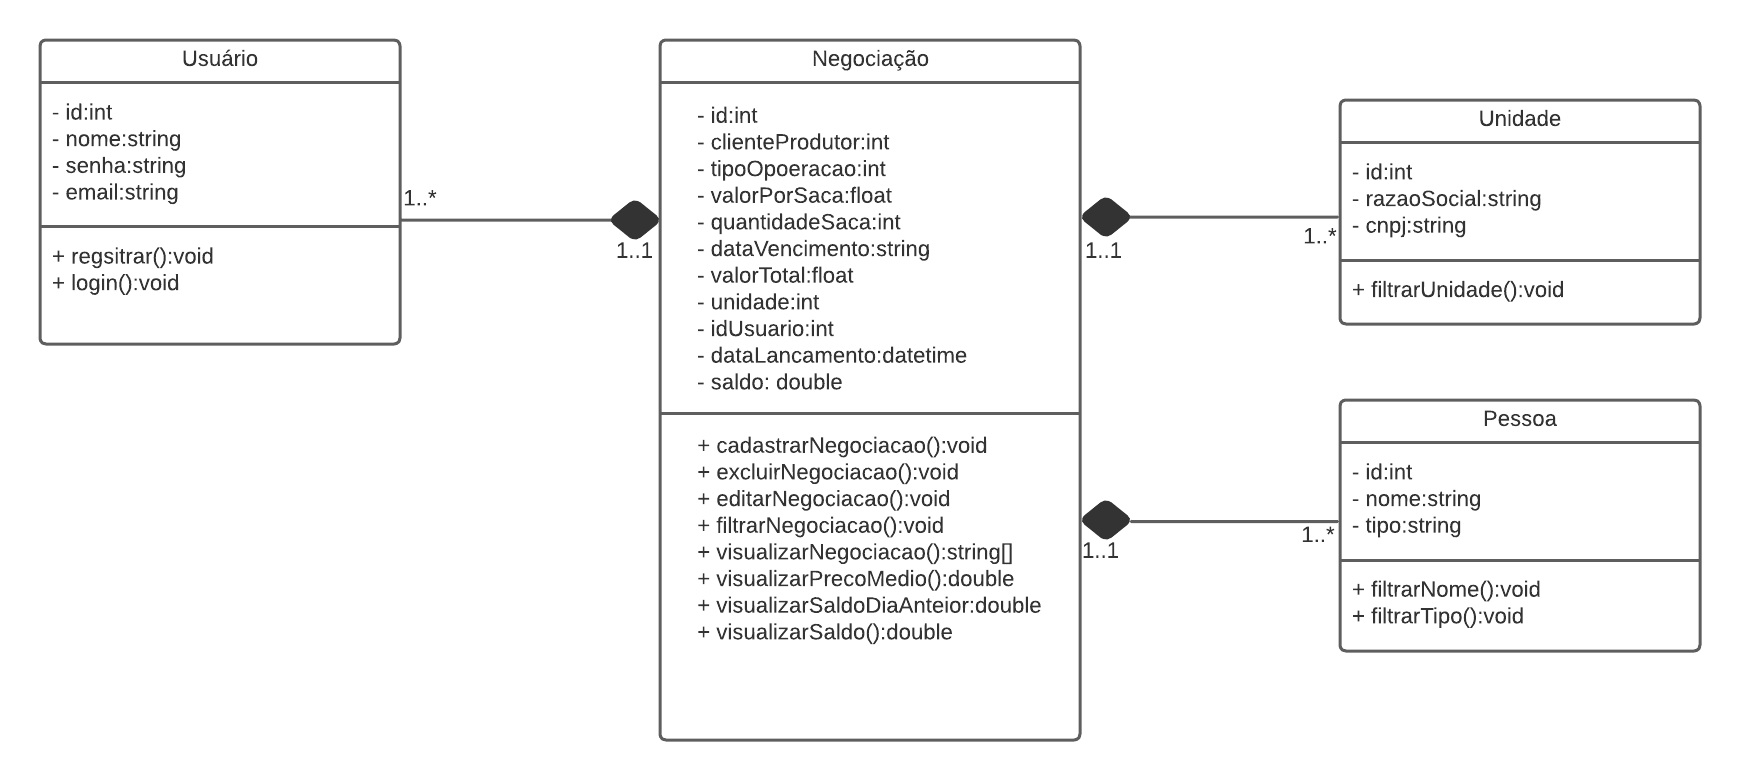 Usuário
- id:int
- nome:string
- senha:string
- email:string
+ regsitrar():void
+ login():void
1..*
1..1
Negociação
- id:int
- clienteProdutor:int
- tipoOpoeracao:int
- valorPorSaca:float
- quantidadeSaca:int
- dataVencimento:string
- valorTotal:float
- unidade:int
- idUsuario:int
- dataLancamento:datetime
- saldo: double
+ cadastrarNegociacao():void
+ excluirNegociacao():void
+ editarNegociacao():void
+ filtrarNegociacao():void
+ visualizarNegociacao():string[]
+ visualizarPrecoMedio():double
+ visualizarSaldoDiaAnteior:double
+ visualizarSaldo():double
1..1
1..*
Unidade
- id:int
- razaoSocial:string
- cnpj:string
+ filtrarUnidade():void
1..1
1..*
Pessoa
- id:int
- nome:string
- tipo:string
+ filtrarNome():void
+ filtrarTipo():void